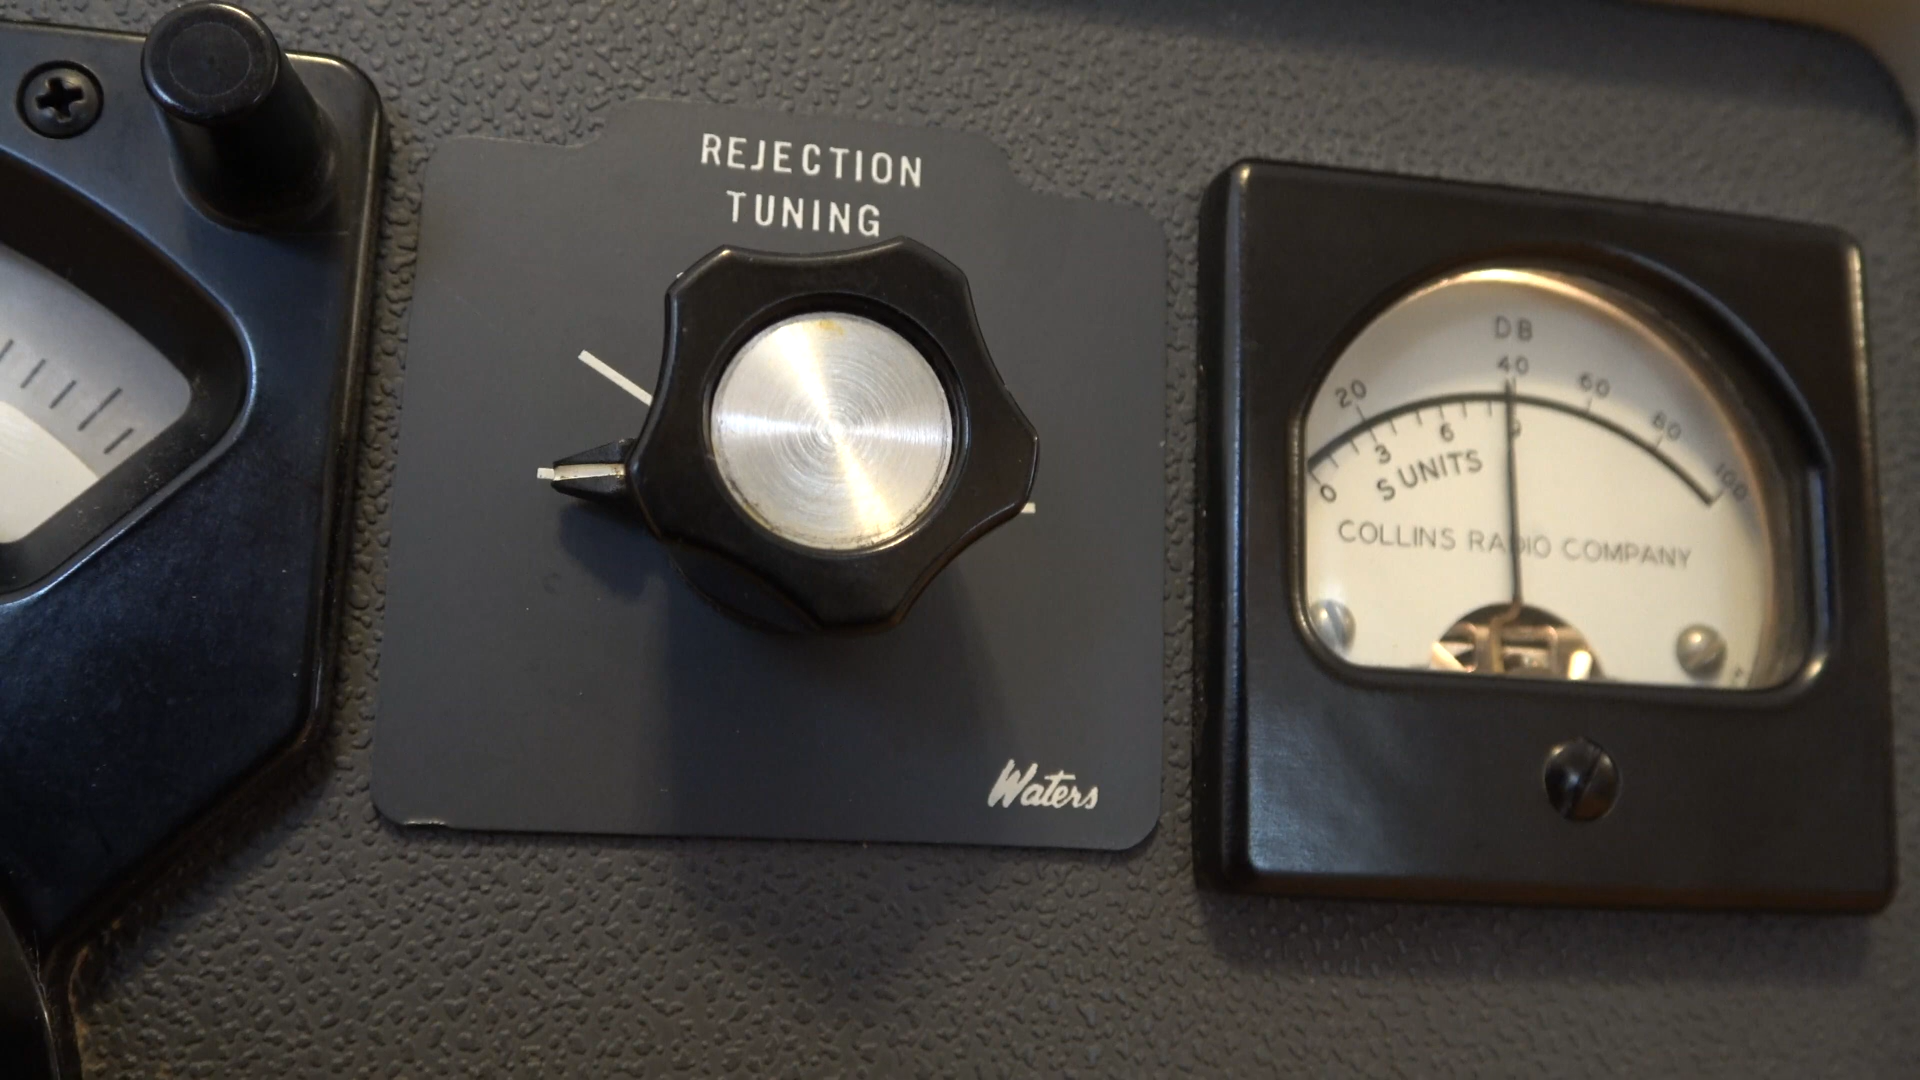 REJECTION
TUNING
Waters
DB
20 40 60 80 100
0 3 6 9
S UNITS
COLLINS RADIO COMPANY